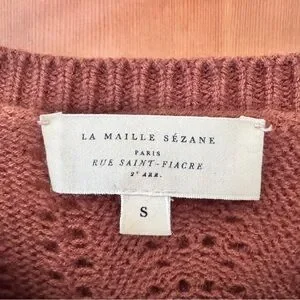 LA MAILLE SÉZANE
PARIS
RUE SAINT-FIACRE
2e ARR.
S